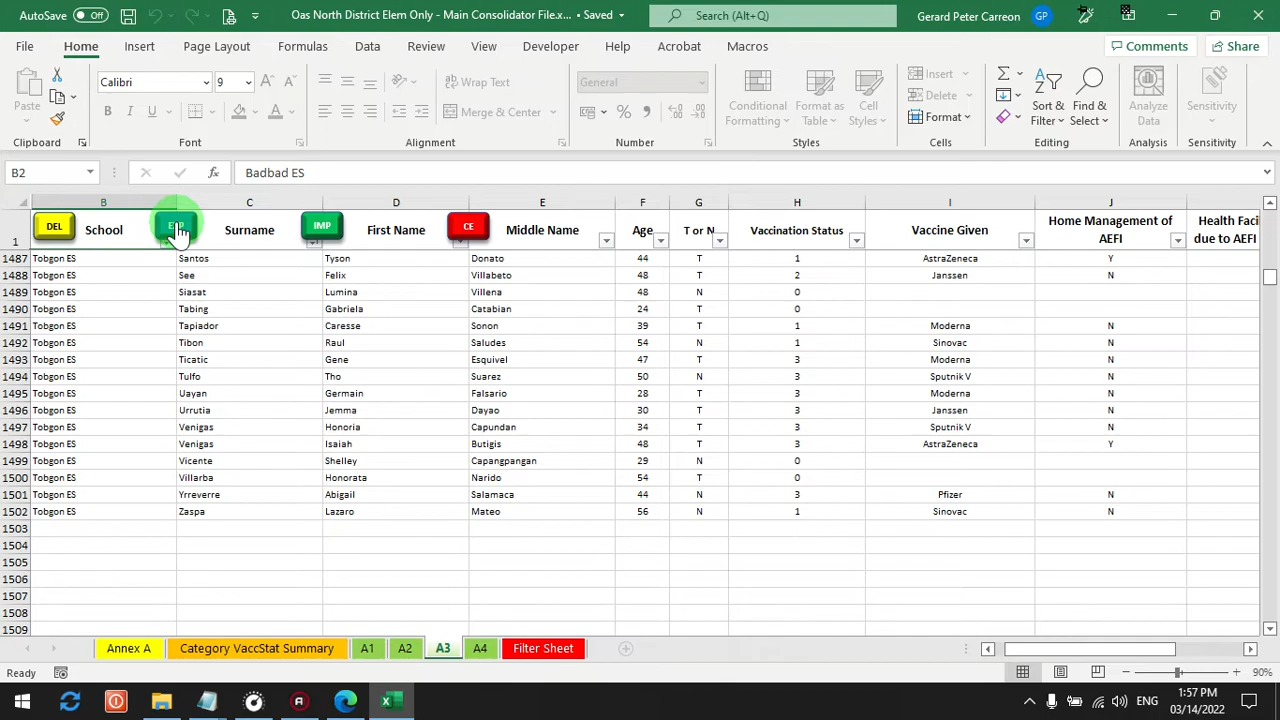 AutoSave Off Oas North District Elem Only - Main Consolidator File.x... • Saved Search (Alt+Q) Gerard Peter Carreon GP
File Home Insert Page Layout Formulas Data Review View Developer Help Acrobat Macros Comments Share
Paste Calibri 9 Wrap Text General Insert
Merge & Center Conditional Formatting Format as Table Cell Styles Delete Sort & Filter Find & Select Analyze Data Sensitivity
Format
Clipboard Font Alignment Number Styles Cells Editing Analysis Sensitivity
B2 fx Badbad ES
B C D E F G H I J
1 DEL School Surname IMP First Name CE Middle Name Age T or N Vaccination Status Vaccine Given Home Management of AEFI Health Faci due to AEFI
1487 Tobgon ES Santos Tyson Donato 44 T 1 AstraZeneca Y
1488 Tobgon ES See Felix Villabeto 48 T 2 Janssen N
1489 Tobgon ES Siasat Lumina Villena 48 N 0
1490 Tobgon ES Tabing Gabriela Catabian 24 T 0
1491 Tobgon ES Tapiador Caresse Sonon 39 T 1 Moderna N
1492 Tobgon ES Tibon Raul Saludes 54 N 1 Sinovac N
1493 Tobgon ES Ticatic Gene Esquivel 47 T 3 Moderna N
1494 Tobgon ES Tulfo Tho Suarez 50 N 3 Sputnik V N
1495 Tobgon ES Uayan Germain Falsario 28 T 3 Moderna N
1496 Tobgon ES Urrutia Jemma Dayao 30 T 3 Janssen N
1497 Tobgon ES Venigas Honoria Capundan 34 T 3 Sputnik V N
1498 Tobgon ES Venigas Isaiah Butigis 48 T 3 AstraZeneca Y
1499 Tobgon ES Vicente Shelley Capangpangan 29 N 0
1500 Tobgon ES Villarba Honorata Narido 54 T 0
1501 Tobgon ES Yrreverre Abigail Salamaca 44 N 3 Pfizer N
1502 Tobgon ES Zaspa Lazaro Mateo 56 N 1 Sinovac N
1503
1504
1505
1506
1507
1508
1509
Annex A Category VaccStat Summary A1 A2 A3 A4 Filter Sheet
Ready 90%
ENG 1:57 PM
03/14/2022